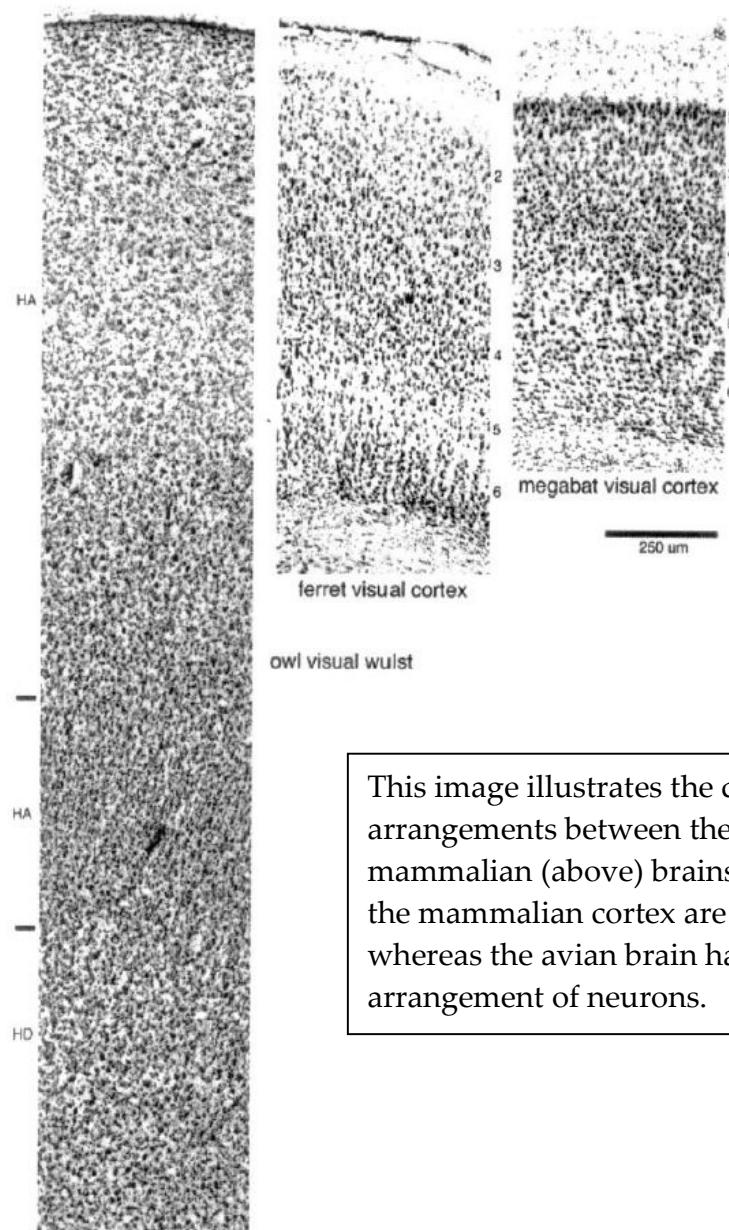 HA
HA
HD
1
2
3
4
5
6
ferret visual cortex
megabat visual cortex
250 um
owl visual wulst
This image illustrates the
arrangements between the
mammalian (above) brains
the mammalian cortex are
whereas the avian brain
arrangement of neurons.